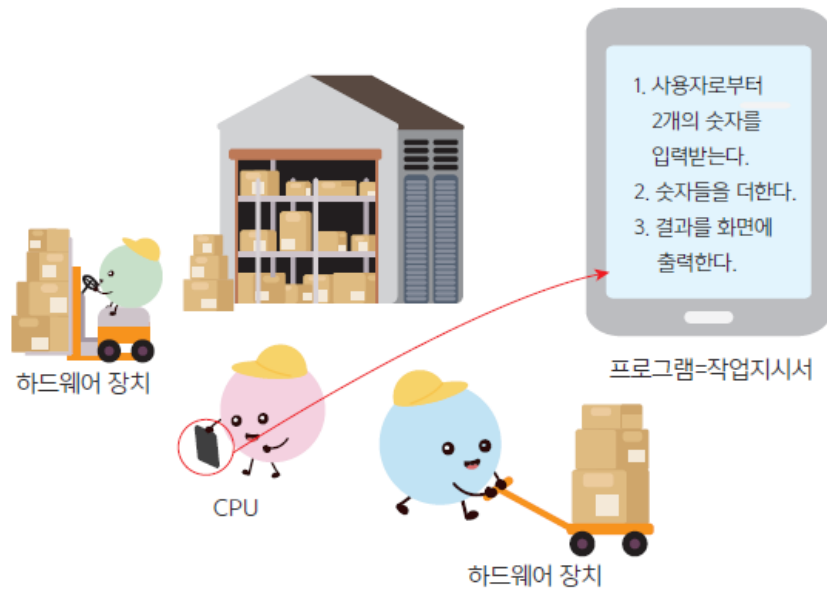 1. 사용자로부터
2개의 숫자를
입력받는다.
2. 숫자들을 더한다.
3. 결과를 화면에
출력한다.
프로그램=작업지시서
하드웨어 장치
CPU
하드웨어 장치